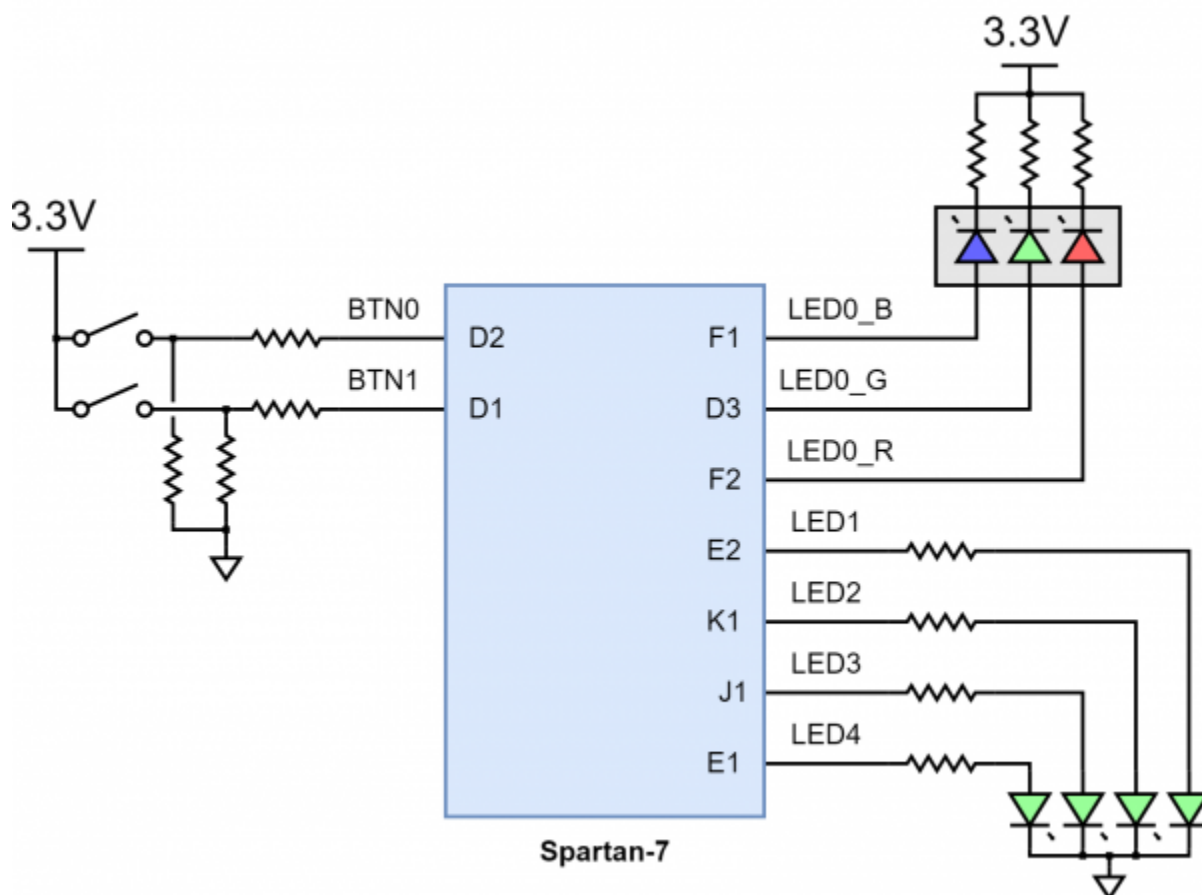 3.3V
3.3V
BTN0
D2
BTN1
D1
F1
LED0_B
D3
LED0_G
F2
LED0_R
E2
LED1
K1
LED2
J1
LED3
E1
LED4
Spartan-7